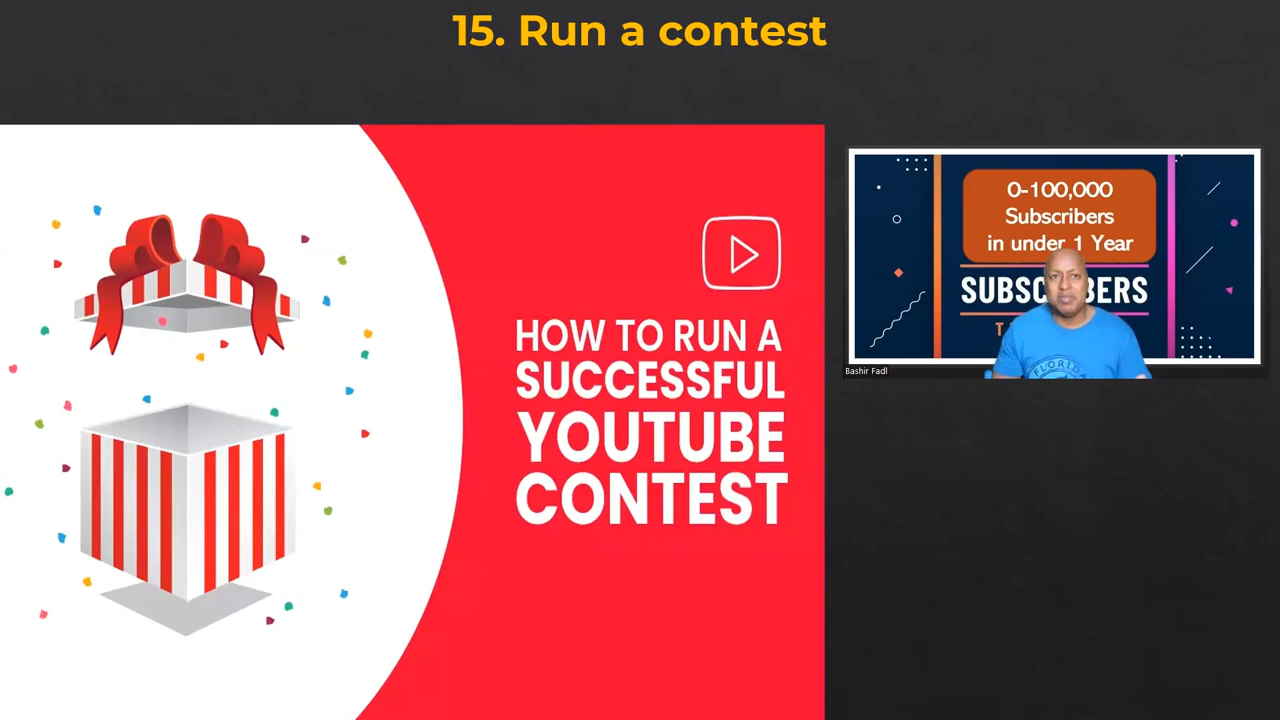 15. Run a contest
HOW TO RUN A
SUCCESSFUL
YOUTUBE
CONTEST
0-100,000
Subscribers
in under 1 Year
Bashir Fadl
FLORIDA